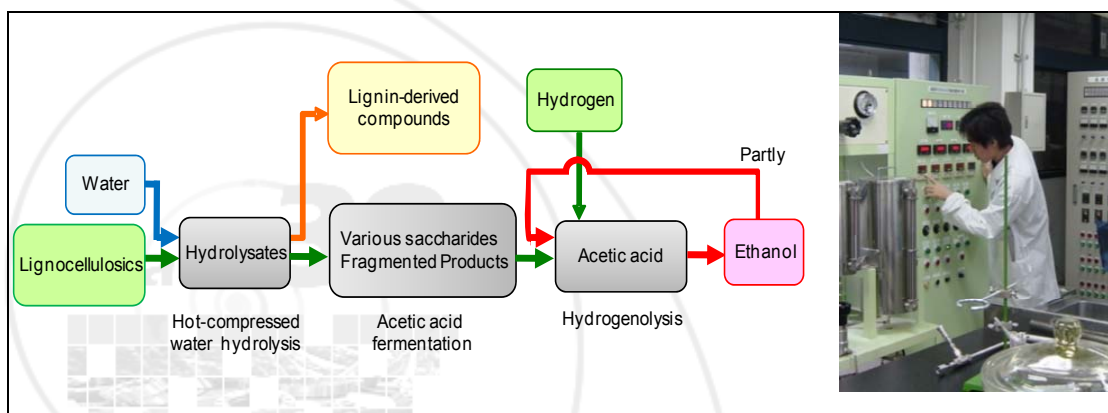 Lignin-derived
compounds
Hydrogen
Partly
Water
Lignocellulosics
Hydrolysates
Various saccharides
Fragmented Products
Acetic acid
Ethanol
Hot-compressed
water hydrolysis
Acetic acid
fermentation
Hydrogenolysis